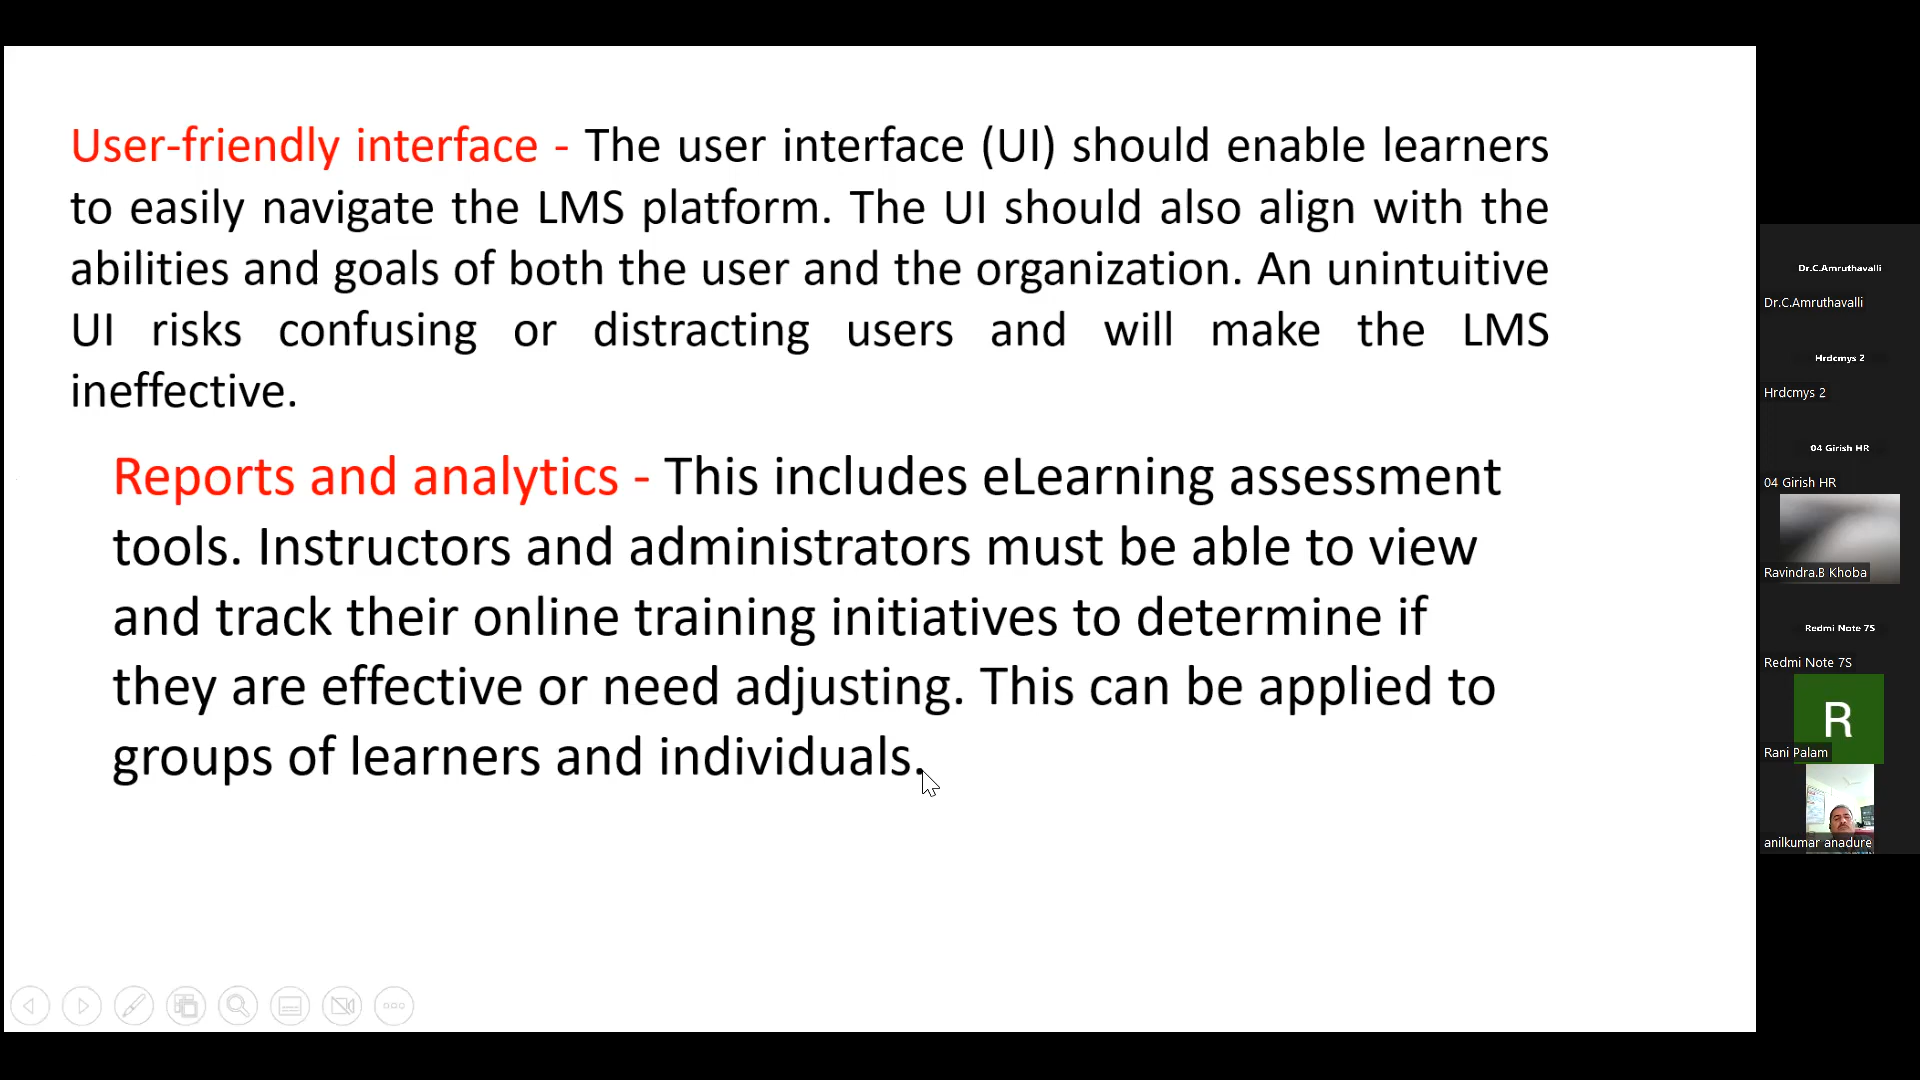 User-friendly interface - The user interface (UI) should enable learners
to easily navigate the LMS platform. The UI should also align with the
abilities and goals of both the user and the organization. An unintuitive
UI risks confusing or distracting users and will make the LMS
ineffective.
Reports and analytics - This includes eLearning assessment
tools. Instructors and administrators must be able to view
and track their online training initiatives to determine if
they are effective or need adjusting. This can be applied to
groups of learners and individuals.
Dr.C.Amruthavalli
Dr.C.Amruthavalli
Hrdcmys 2
Hrdcmys 2
04 Girish HR
04 Girish HR
Ravindra.B Khoba
Redmi Note 7S
Redmi Note 7S
R
Rani Palam
anilkumar anadure